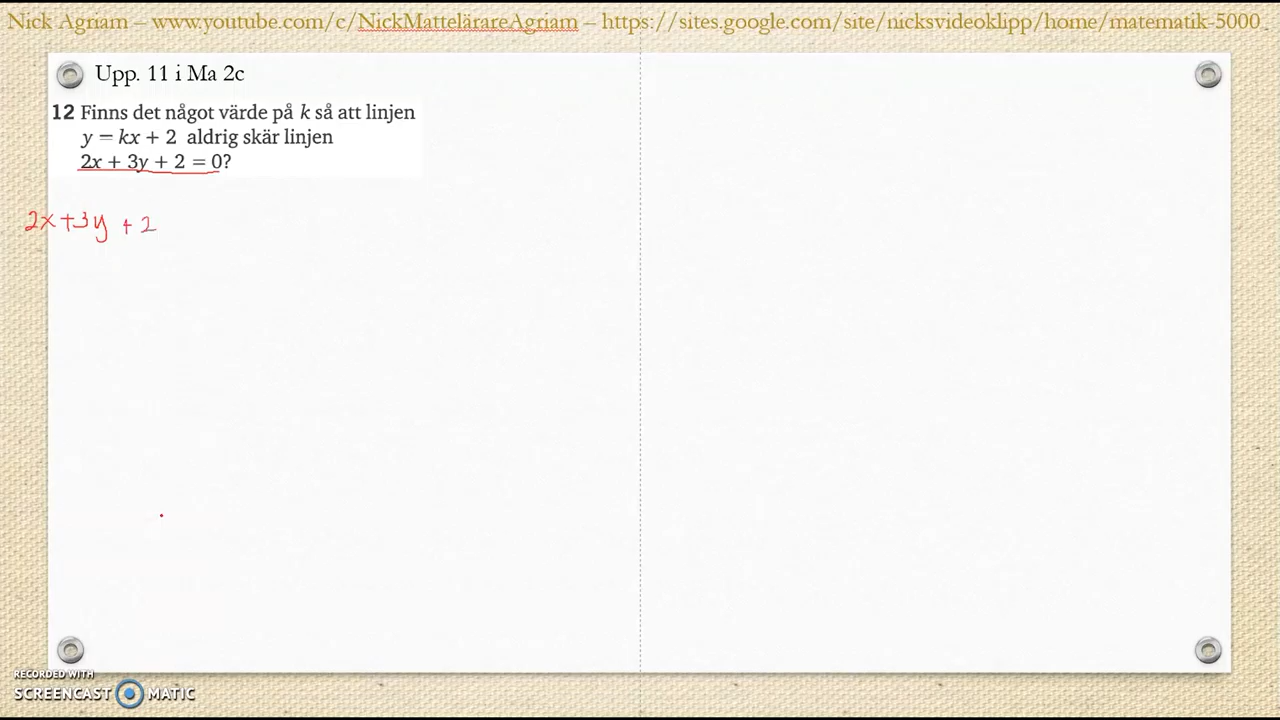 Nick Agriam – www.youtube.com/c/NickMattelärareAgriam – https://sites.google.com/site/nicksvideoklipp/home/matematik-5000
Upp. 11 i Ma 2c
12 Finns det något värde på k så att linjen
y = kx + 2 aldrig skär linjen
2x + 3y + 2 = 0?
2x+3y + 2
RECORDED WITH
SCREENCAST MATIC